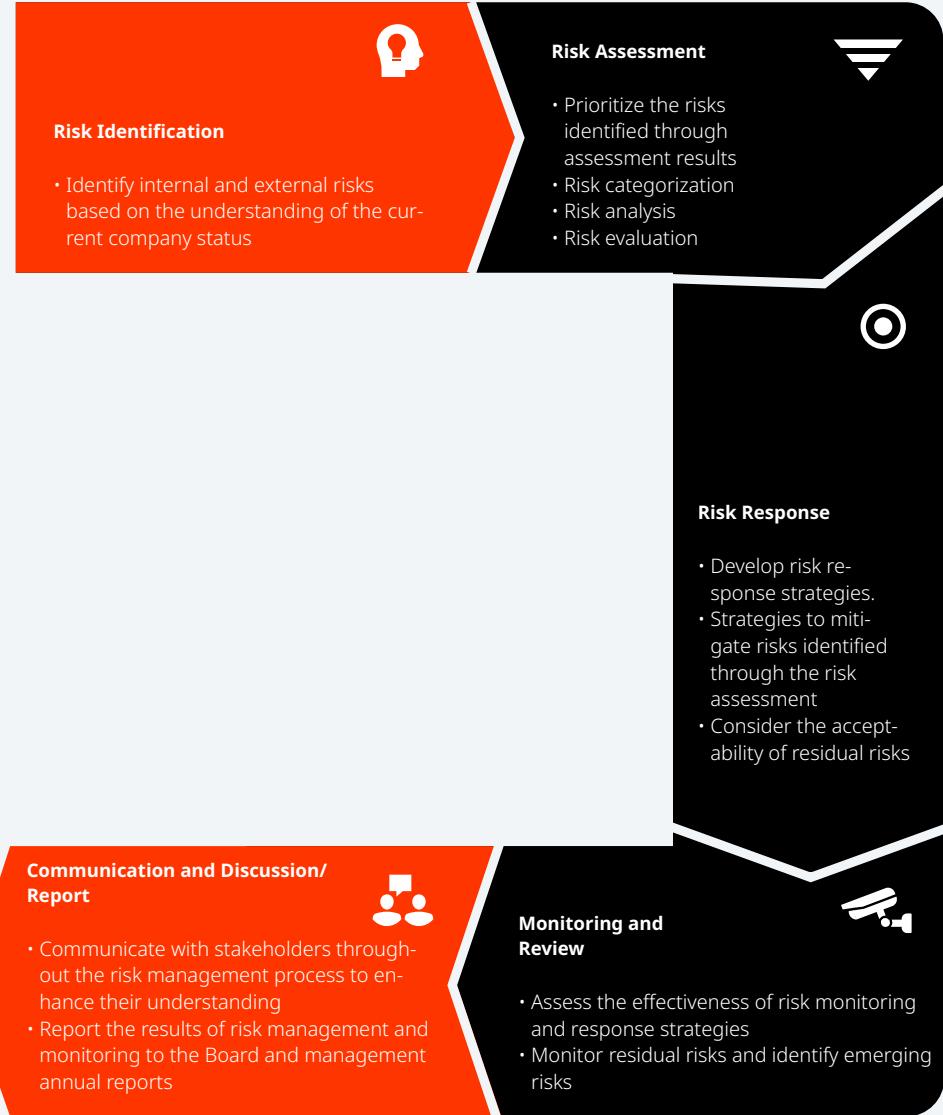 Risk Identification
• Identify internal and external risks
based on the understanding of the cur-
rent company status
Risk Assessment
• Prioritize the risks
identified through
assessment results
• Risk categorization
• Risk analysis
• Risk evaluation
Risk Response
• Develop risk re-
sponse strategies.
• Strategies to miti-
gate risks identified
through the risk
assessment
• Consider the accept-
ability of residual risks
Monitoring and
Review
• Assess the effectiveness of risk monitoring
and response strategies
• Monitor residual risks and identify emerging
risks
Communication and Discussion/
Report
• Communicate with stakeholders through-
out the risk management process to en-
hance their understanding
• Report the results of risk management and
monitoring to the Board and management
annual reports